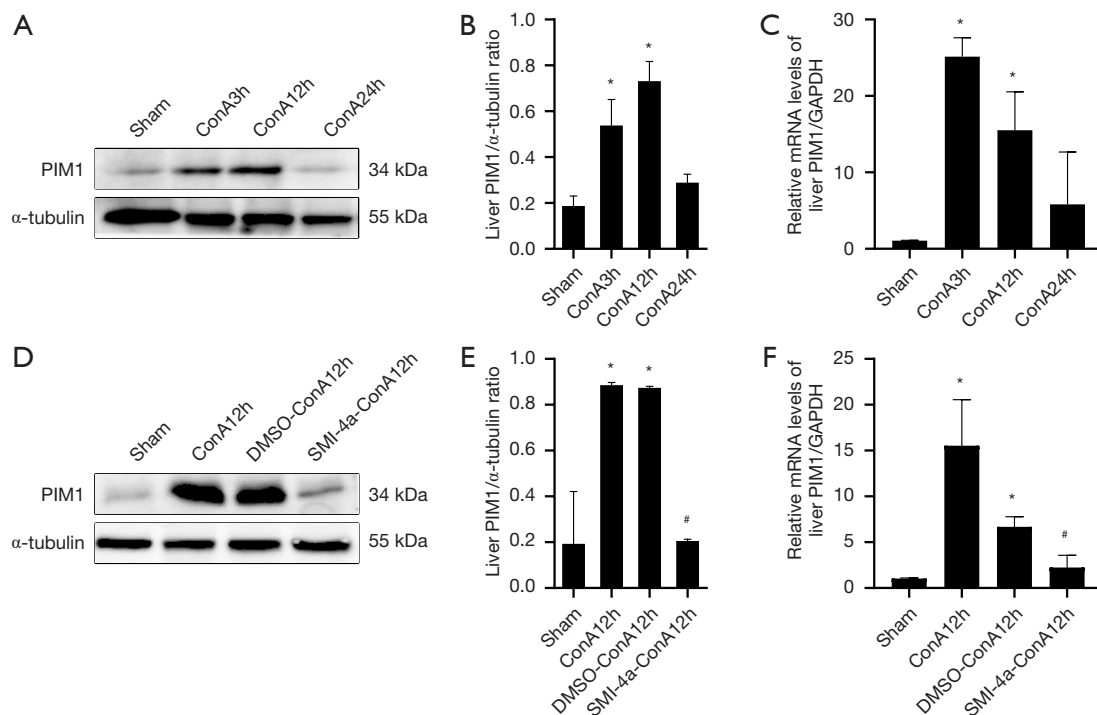 A
Sham
ConA3h
ConA12h
ConA24h
PIM1
34 kDa
α-tubulin
55 kDa
B
Liver PIM1/α-tubulin ratio
1.0
0.8
0.6
0.4
0.2
0.0
*
*
Sham
ConA3h
ConA12h
ConA24h
C
Relative mRNA levels of
liver PIM1/GAPDH
30
20
10
0
*
*
Sham
ConA3h
ConA12h
ConA24h
D
Sham
ConA12h
DMSO-ConA12h
SMI-4a-ConA12h
PIM1
34 kDa
α-tubulin
55 kDa
E
Liver PIM1/α-tubulin ratio
1.0
0.8
0.6
0.4
0.2
0.0
*
*
#
Sham
ConA12h
DMSO-ConA12h
SMI-4a-ConA12h
F
Relative mRNA levels of
liver PIM1/GAPDH
25
20
15
10
5
0
*
*
#
Sham
ConA12h
DMSO-ConA12h
SMI-4a-ConA12h